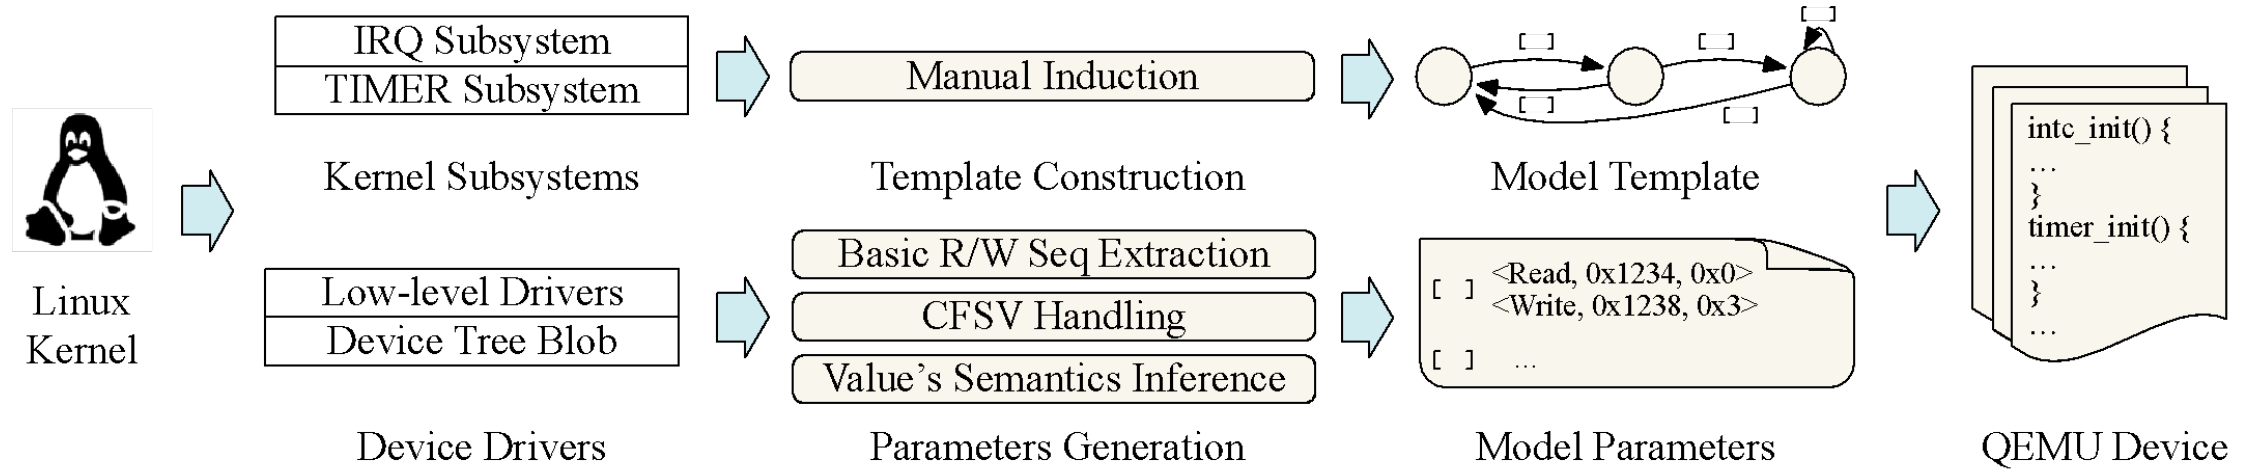 Linux
Kernel
IRQ Subsystem
TIMER Subsystem
Kernel Subsystems
Low-level Drivers
Device Tree Blob
Device Drivers
Manual Induction
Template Construction
Basic R/W Seq Extraction
CFSV Handling
Value's Semantics Inference
Parameters Generation
[ ]
[ ]
[ ]
[ ]
[ ]
Model Template
[ ] <Read, 0x1234, 0x0>
<Write, 0x1238, 0x3>
[ ] ...
Model Parameters
intc_init() {
...
}
timer_init() {
...
}
...
QEMU Device